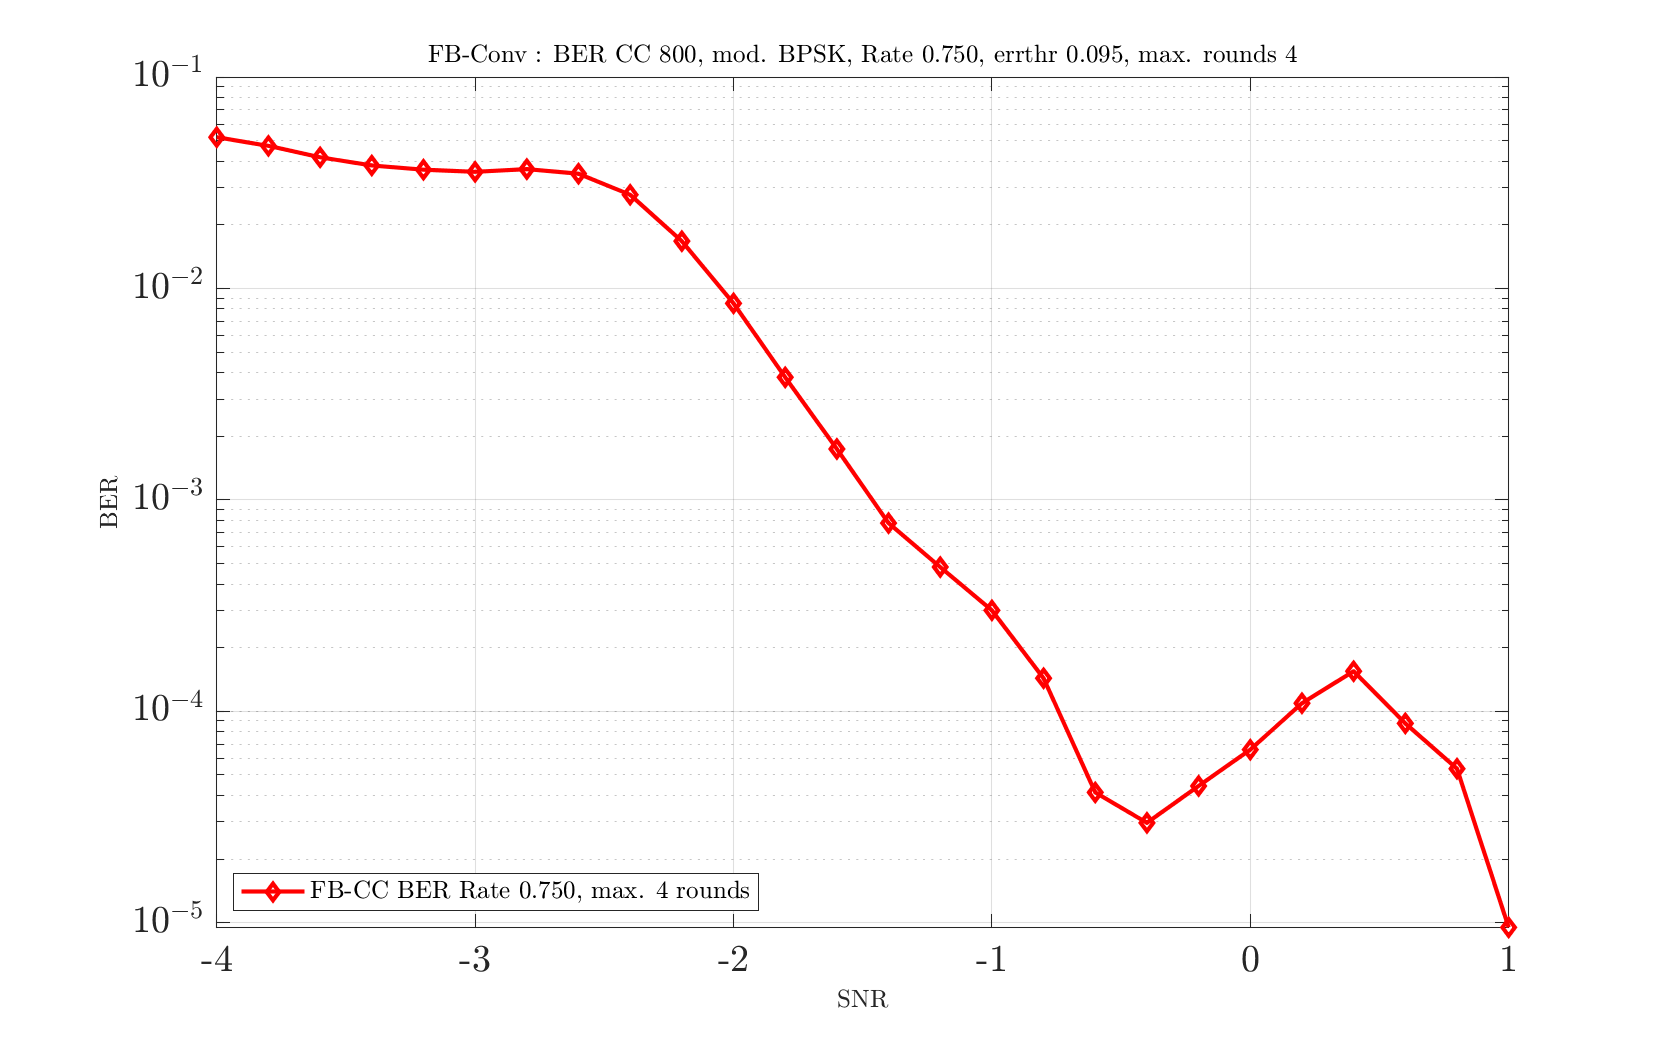 FB-Conv : BER CC 800, mod. BPSK, Rate 0.750, errthr 0.095, max. rounds 4
10⁻¹
10⁻²
10⁻³
10⁻⁴
10⁻⁵
BER
FB-CC BER Rate 0.750, max. 4 rounds
-4 -3 -2 -1 0 1
SNR